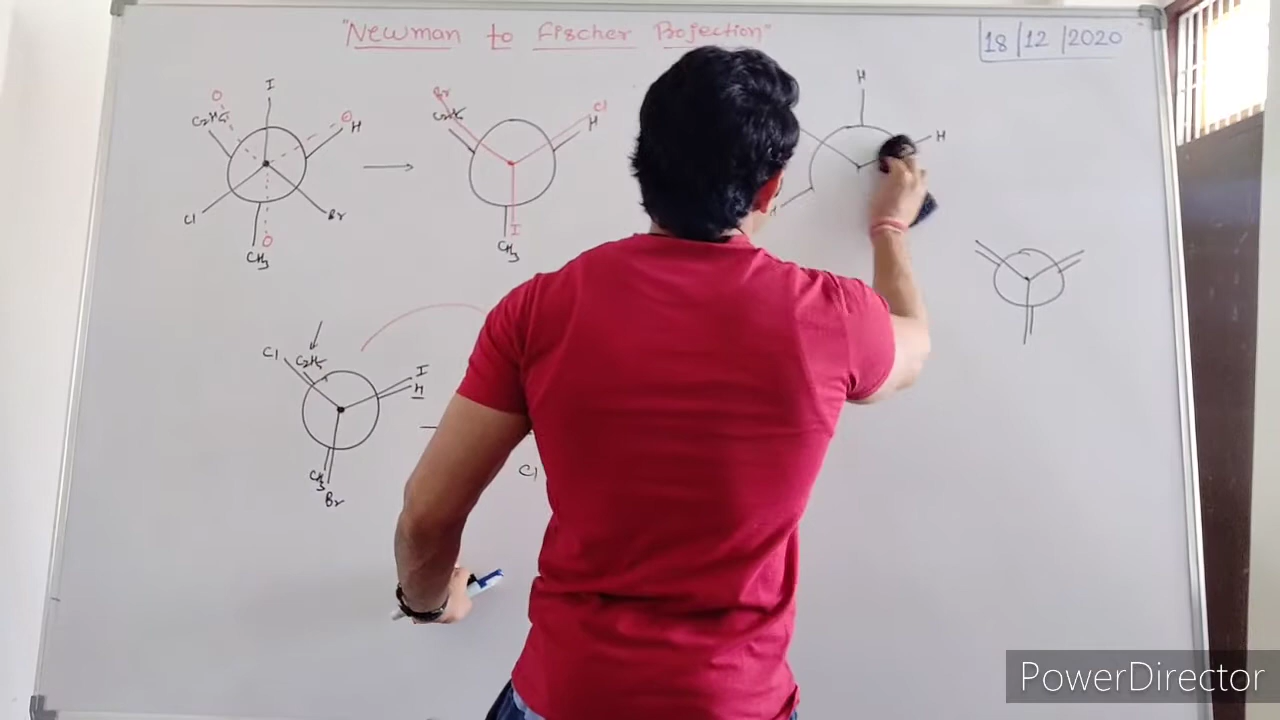 "Newman to Fischer Projection"
18/12/2020
I
O
C2H5
O
H
Cl
Br
O
CH3
Br
C2H5
Cl
H
I
CH3
H
H
H
Cl
C2H5
I
H
CH3
Br
Cl
PowerDirector